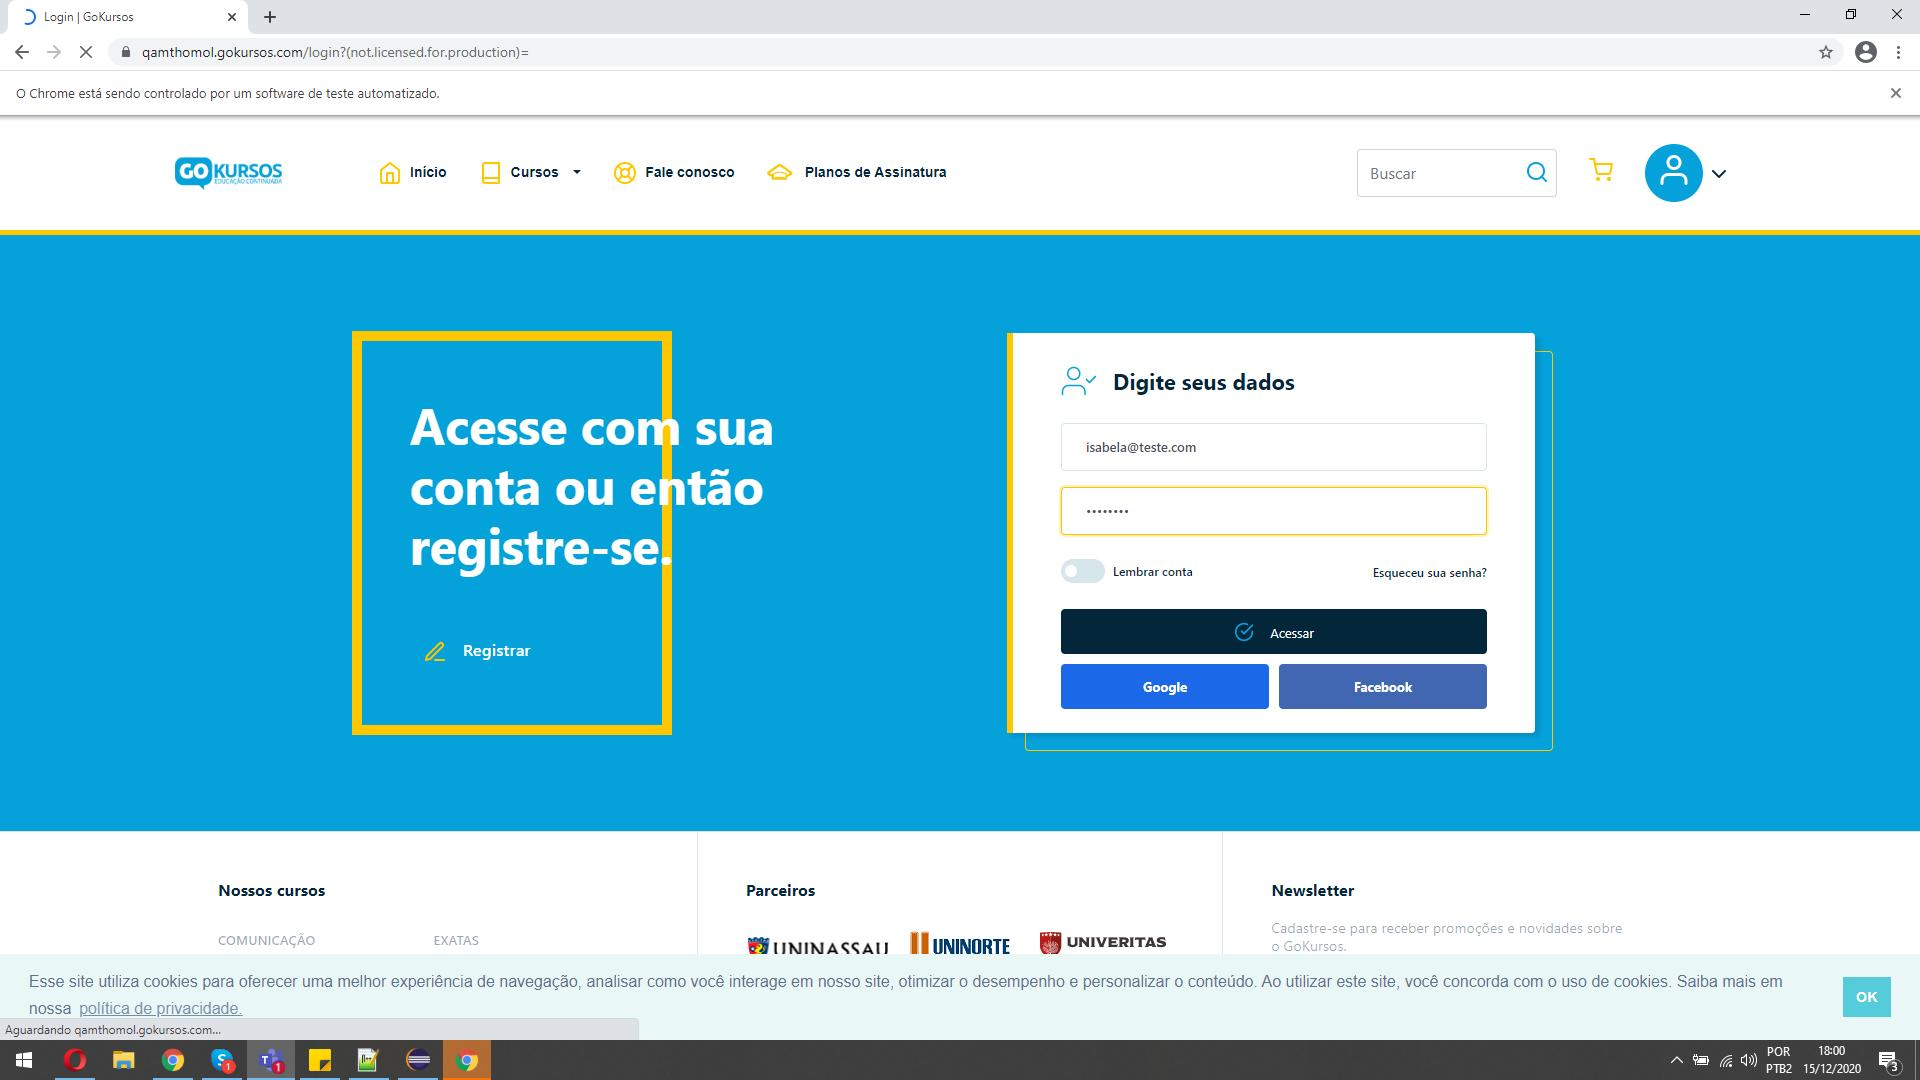 Login | GoKursos
qamthomol.gokursos.com/login?(not.licensed.for.production)=
O Chrome está sendo controlado por um software de teste automatizado.
GO KURSOS
EDUCAÇÃO CONTINUADA
Início
Cursos
Fale conosco
Planos de Assinatura
Buscar
Acesse com sua
conta ou então
registre-se.
Registrar
Digite seus dados
isabela@teste.com
••••••••
Lembrar conta
Esqueceu sua senha?
Acessar
Google
Facebook
Nossos cursos
COMUNICAÇÃO
EXATAS
Parceiros
UNINASSAU
UNINORTE
UNIVERITAS
Newsletter
Cadastre-se para receber promoções e novidades sobre
o GoKursos.
Esse site utiliza cookies para oferecer uma melhor experiência de navegação, analisar como você interage em nosso site, otimizar o desempenho e personalizar o conteúdo. Ao utilizar este site, você concorda com o uso de cookies. Saiba mais em
nossa política de privacidade.
OK
Aguardando qamthomol.gokursos.com...
1
1
POR
PTB2
18:00
15/12/2020
3